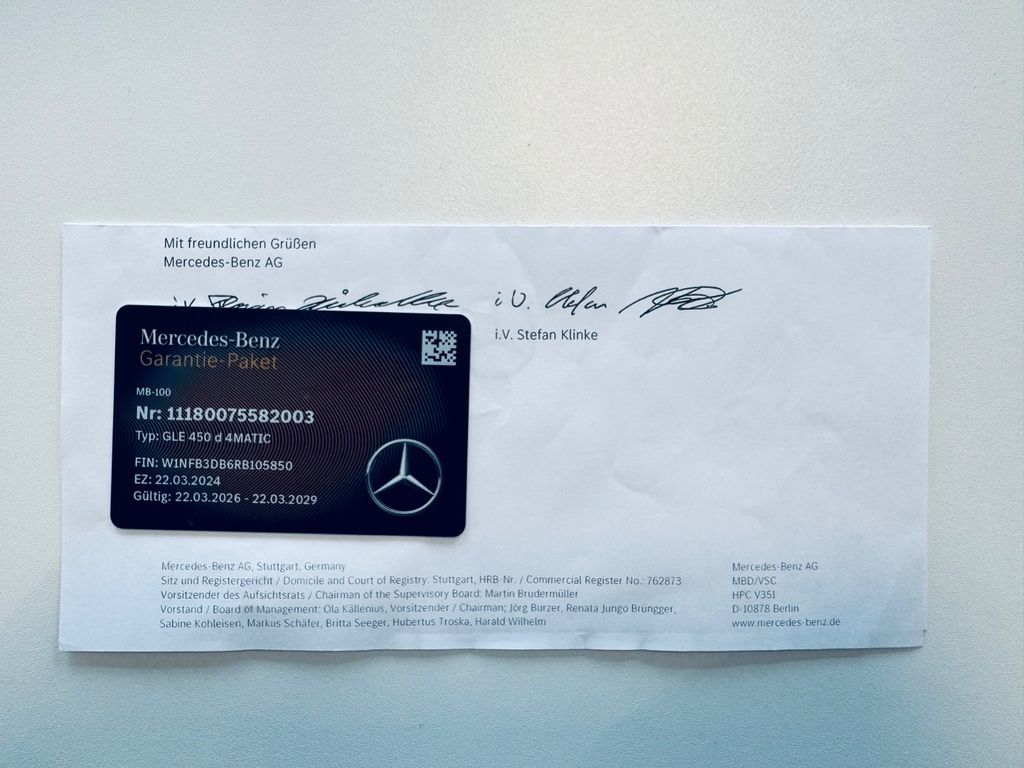 Mit freundlichen Grüßen
Mercedes-Benz AG
i.V. Stefan Klinke
Mercedes-Benz
Garantie-Paket
MB-100
Nr: 11180075582003
Typ: GLE 450 d 4MATIC
FIN: W1NFB3DB6RB105850
EZ: 22.03.2024
Gültig: 22.03.2026 - 22.03.2029
Mercedes-Benz AG, Stuttgart, Germany
Sitz und Registergericht / Domicile and Court of Registry: Stuttgart, HRB-Nr. / Commercial Register No.: 762873
Vorsitzender des Aufsichtsrats / Chairman of the Supervisory Board: Martin Brudermüller
Vorstand / Board of Management: Ola Källenius, Vorsitzender / Chairman; Jörg Burzer, Renata Jungo Brüngger,
Sabine Kohleisen, Markus Schäfer, Britta Seeger, Hubertus Troska, Harald Wilhelm
Mercedes-Benz AG
MBD/VSC
HPC V351
D-10878 Berlin
www.mercedes-benz.de